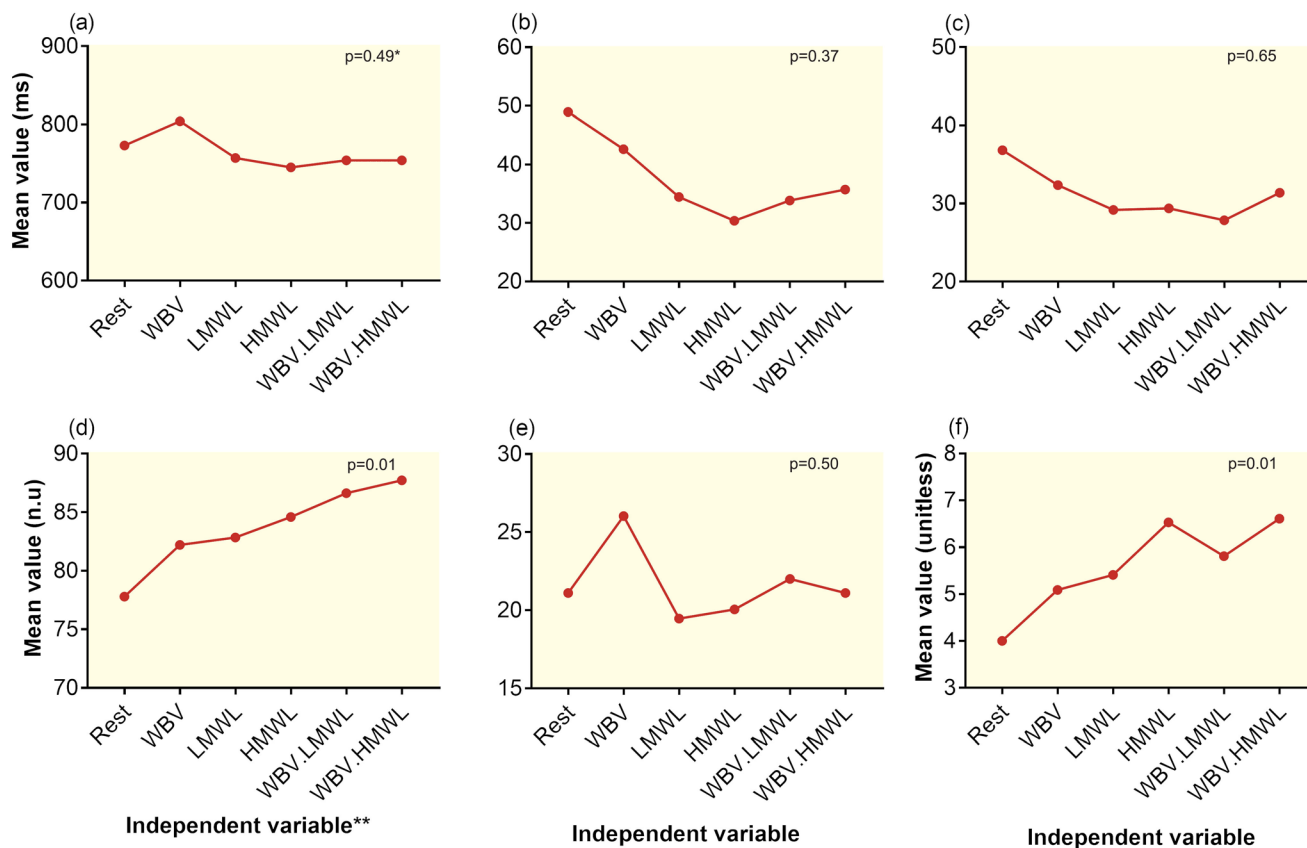 (a)
p=0.49*
Mean value (ms)
900
800
700
600
Rest
WBV
LMWL
HMWL
WBV.LMWL
WBV.HMWL
(b)
p=0.37
60
50
40
30
20
Rest
WBV
LMWL
HMWL
WBV.LMWL
WBV.HMWL
(c)
p=0.65
50
40
30
20
Rest
WBV
LMWL
HMWL
WBV.LMWL
WBV.HMWL
(d)
p=0.01
Mean value (n.u)
90
85
80
75
70
Rest
WBV
LMWL
HMWL
WBV.LMWL
WBV.HMWL
Independent variable**
(e)
p=0.50
30
25
20
15
Rest
WBV
LMWL
HMWL
WBV.LMWL
WBV.HMWL
Independent variable
(f)
p=0.01
Mean value (unitless)
8
7
6
5
4
3
Rest
WBV
LMWL
HMWL
WBV.LMWL
WBV.HMWL
Independent variable